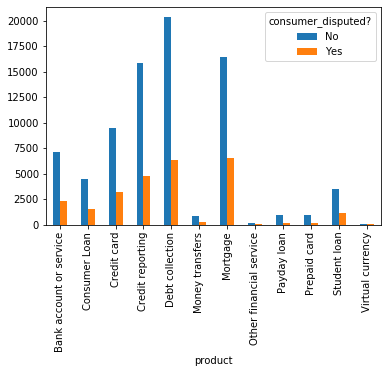 consumer_disputed?
No
Yes
20000
17500
15000
12500
10000
7500
5000
2500
0
Bank account or service
Consumer Loan
Credit card
Credit reporting
Debt collection
Money transfers
Mortgage
Other financial service
Payday loan
Prepaid card
Student loan
Virtual currency
product